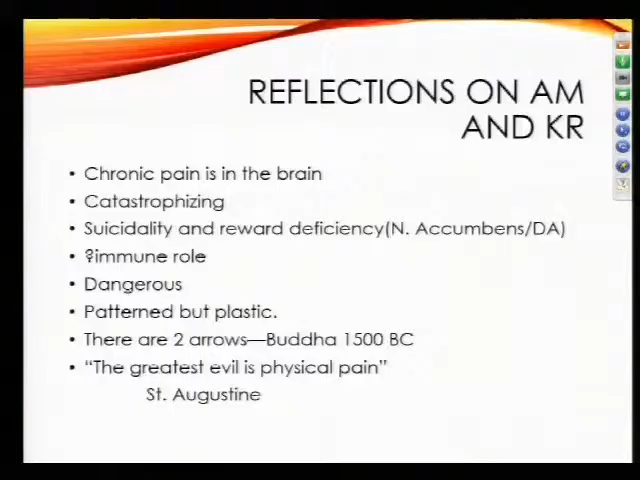 REFLECTIONS ON AM
AND KR
• Chronic pain is in the brain
• Catastrophizing
• Suicidality and reward deficiency(N. Accumbens/DA)
• ?immune role
• Dangerous
• Patterned but plastic.
• There are 2 arrows—Buddha 1500 BC
• “The greatest evil is physical pain”
St. Augustine